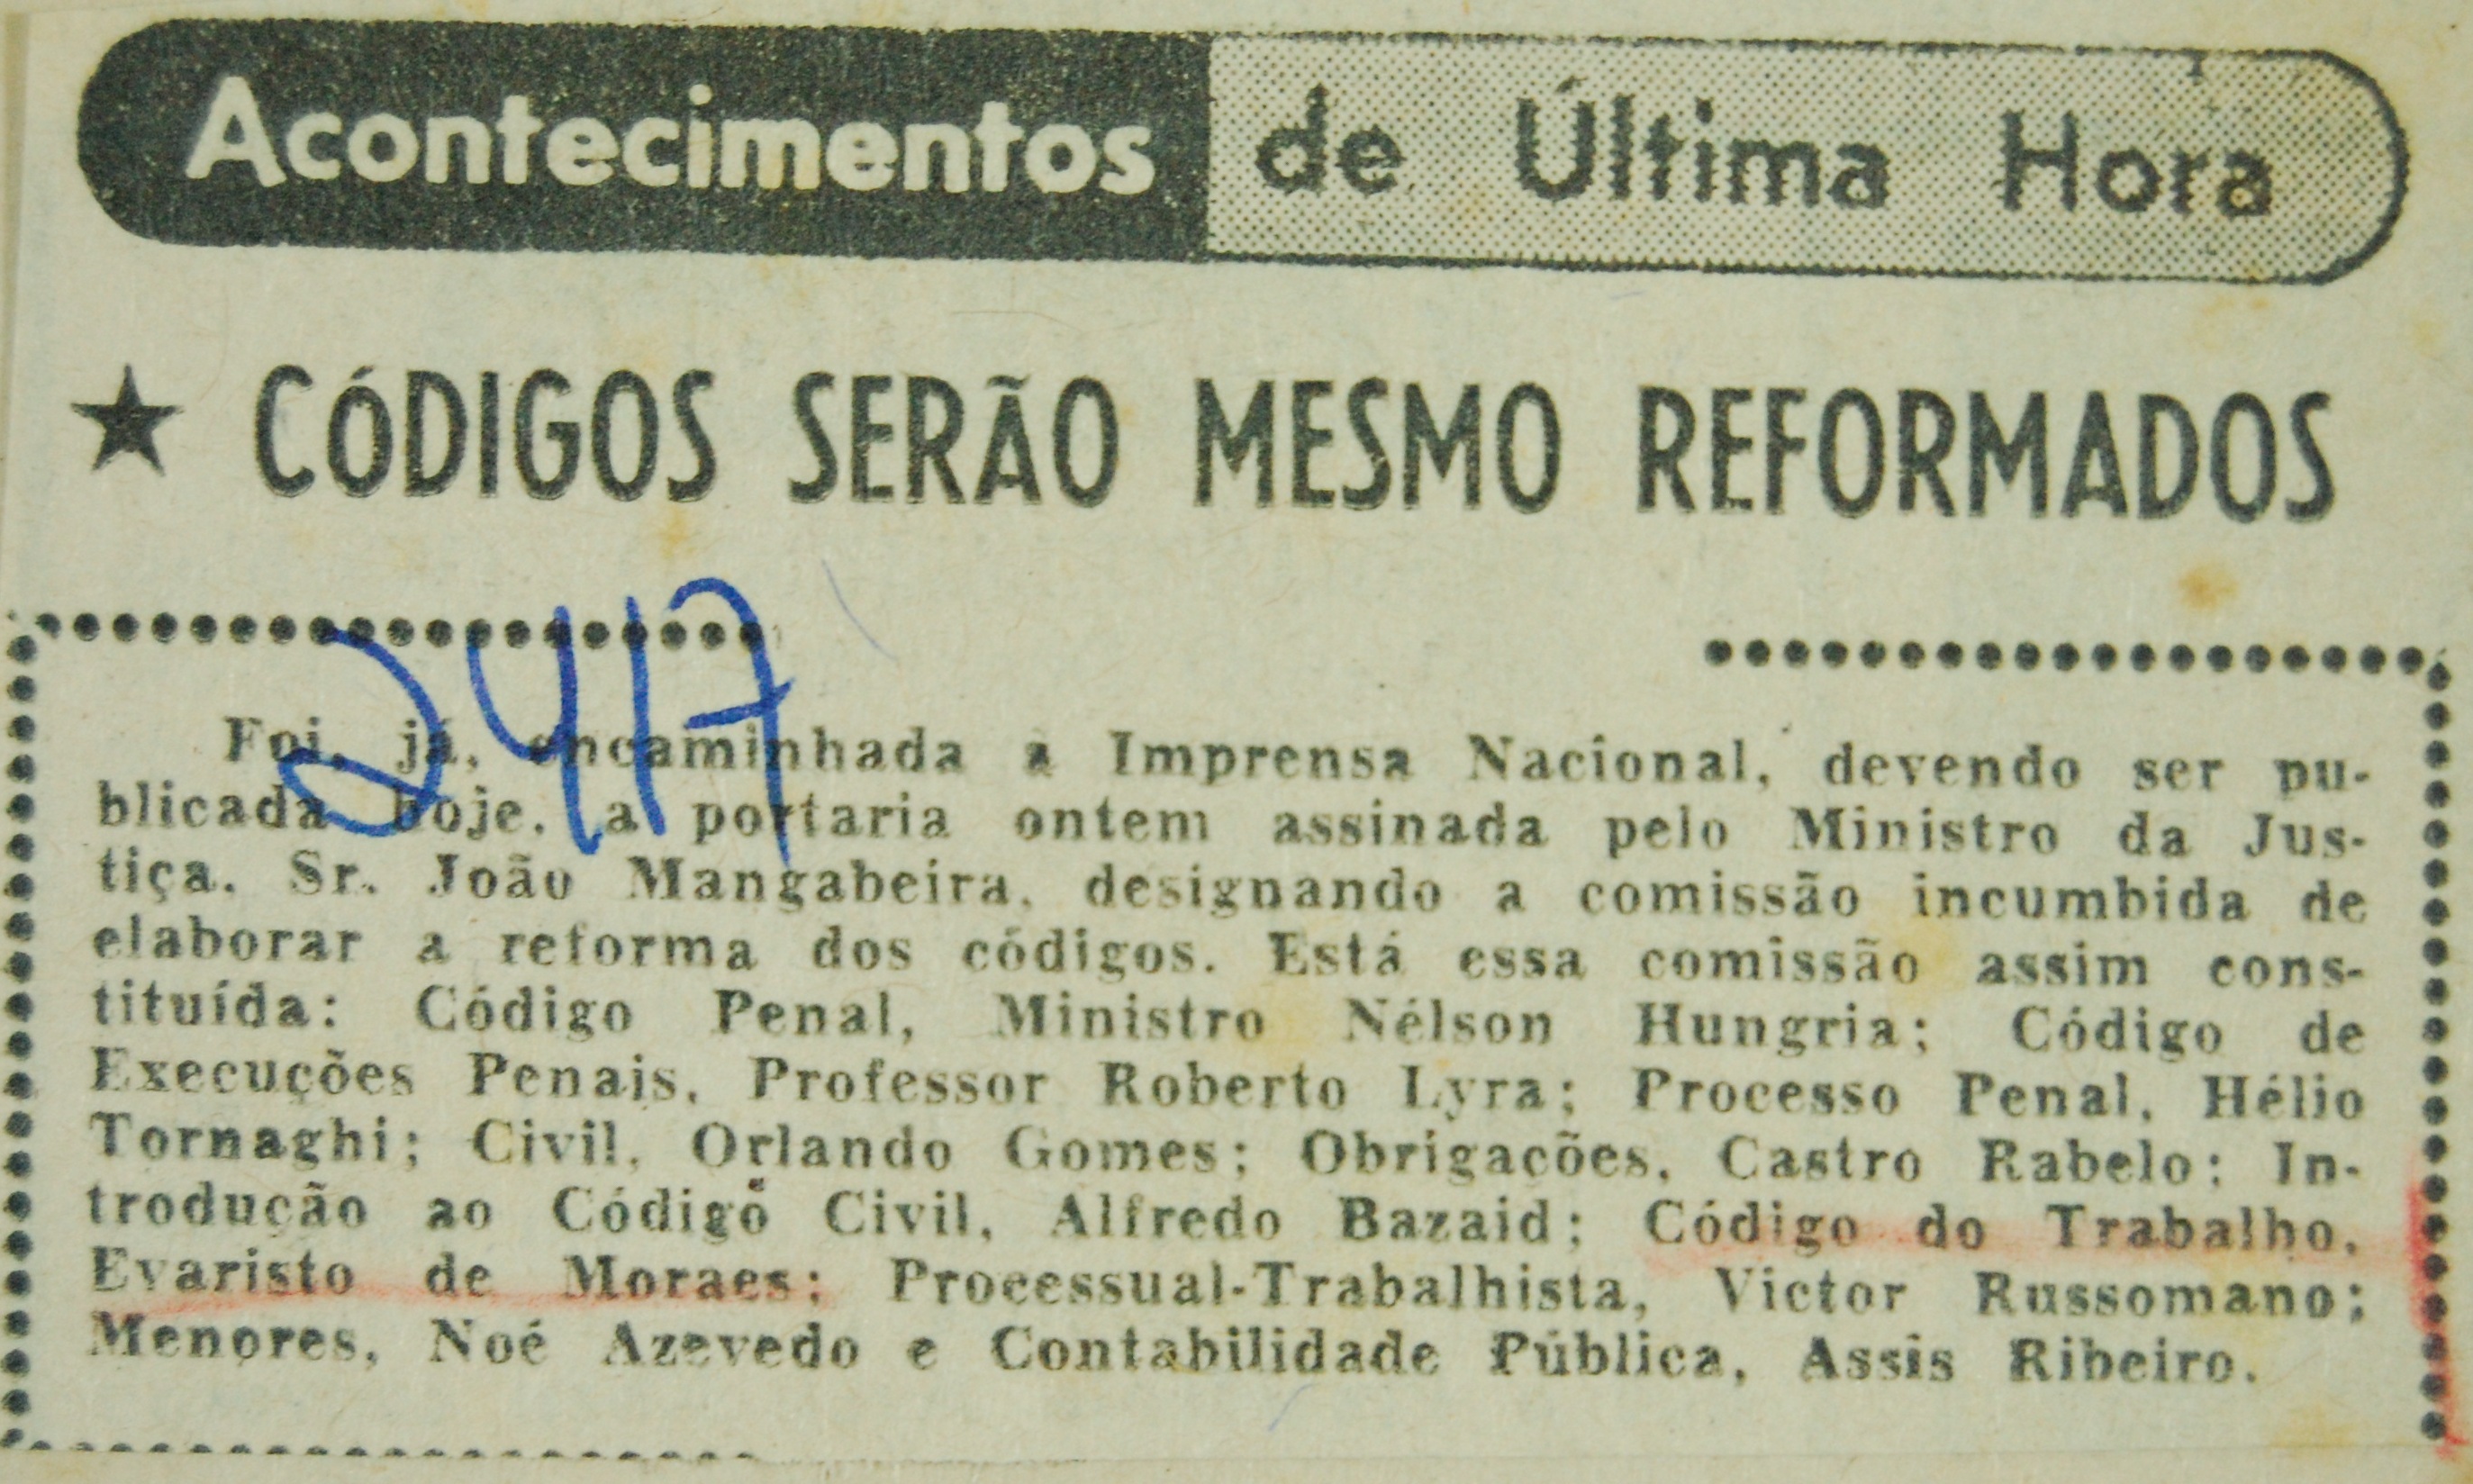 Acontecimentos de Última Hora
★ CÓDIGOS SERÃO MESMO REFORMADOS
2417
Foi, já, encaminhada a Imprensa Nacional, devendo ser pu-
blicada hoje, a portaria ontem assinada pelo Ministro da Jus-
tiça, Sr. João Mangabeira, designando a comissão incumbida de
elaborar a reforma dos códigos. Está essa comissão assim cons-
tituída: Código Penal, Ministro Nélson Hungria; Código de
Execuções Penais, Professor Roberto Lyra; Processo Penal, Hélio
Tornaghi; Civil, Orlando Gomes; Obrigações, Castro Rabelo; In-
trodução ao Código Civil, Alfredo Bazaid; Código do Trabalho,
Evaristo de Moraes; Processual-Trabalhista, Victor Russomano;
Menores, Noé Azevedo e Contabilidade Pública, Assis Ribeiro.